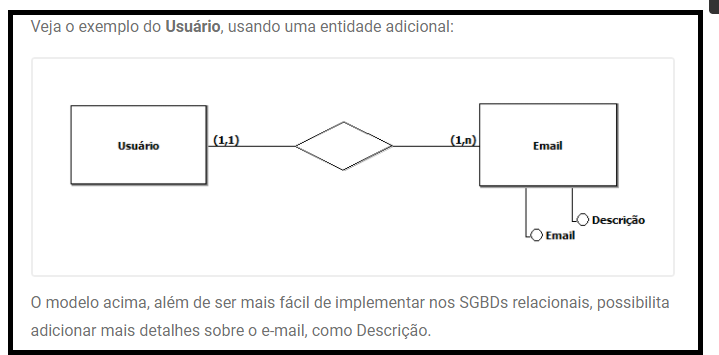 Veja o exemplo do Usuário, usando uma entidade adicional:
Usuário
(1,1)
(1,n)
Email
Descrição
Email
O modelo acima, além de ser mais fácil de implementar nos SGBDs relacionais, possibilita
adicionar mais detalhes sobre o e-mail, como Descrição.